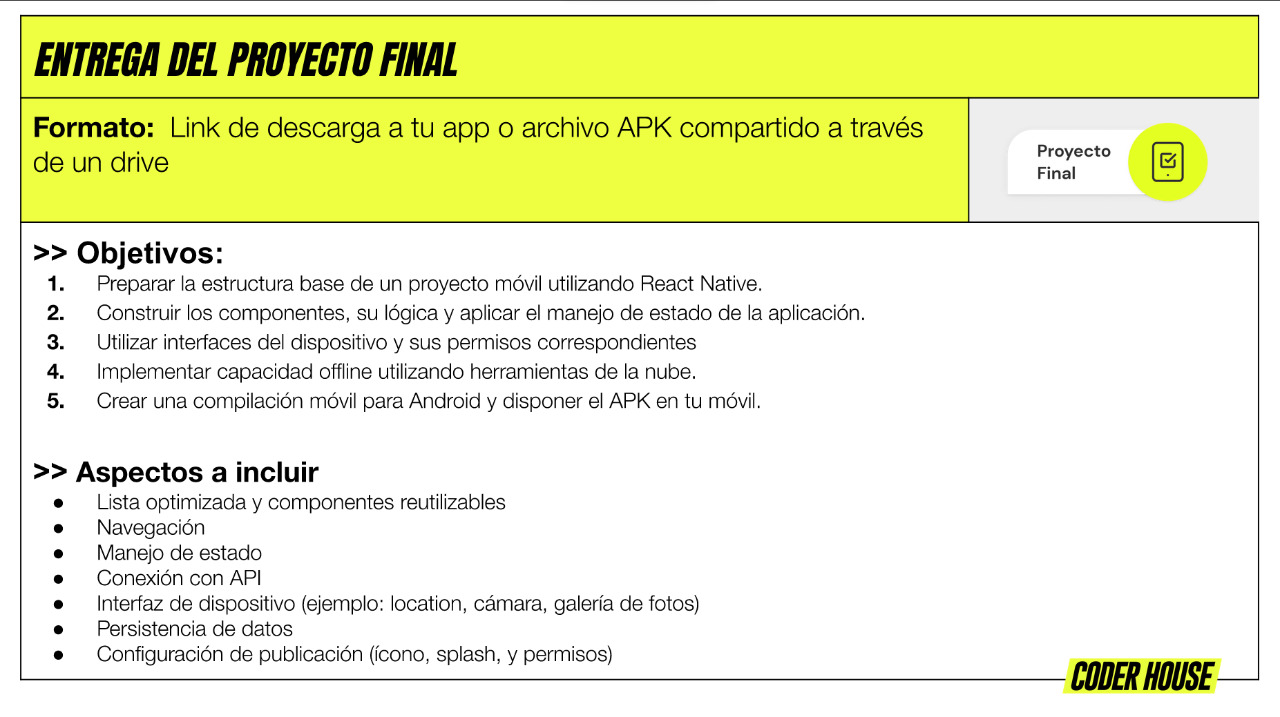 ENTREGA DEL PROYECTO FINAL
Formato: Link de descarga a tu app o archivo APK compartido a través
de un drive
Proyecto
Final
>> Objetivos:
1. Preparar la estructura base de un proyecto móvil utilizando React Native.
2. Construir los componentes, su lógica y aplicar el manejo de estado de la aplicación.
3. Utilizar interfaces del dispositivo y sus permisos correspondientes
4. Implementar capacidad offline utilizando herramientas de la nube.
5. Crear una compilación móvil para Android y disponer el APK en tu móvil.
>> Aspectos a incluir
● Lista optimizada y componentes reutilizables
● Navegación
● Manejo de estado
● Conexión con API
● Interfaz de dispositivo (ejemplo: location, cámara, galería de fotos)
● Persistencia de datos
● Configuración de publicación (ícono, splash, y permisos)
CODER HOUSE